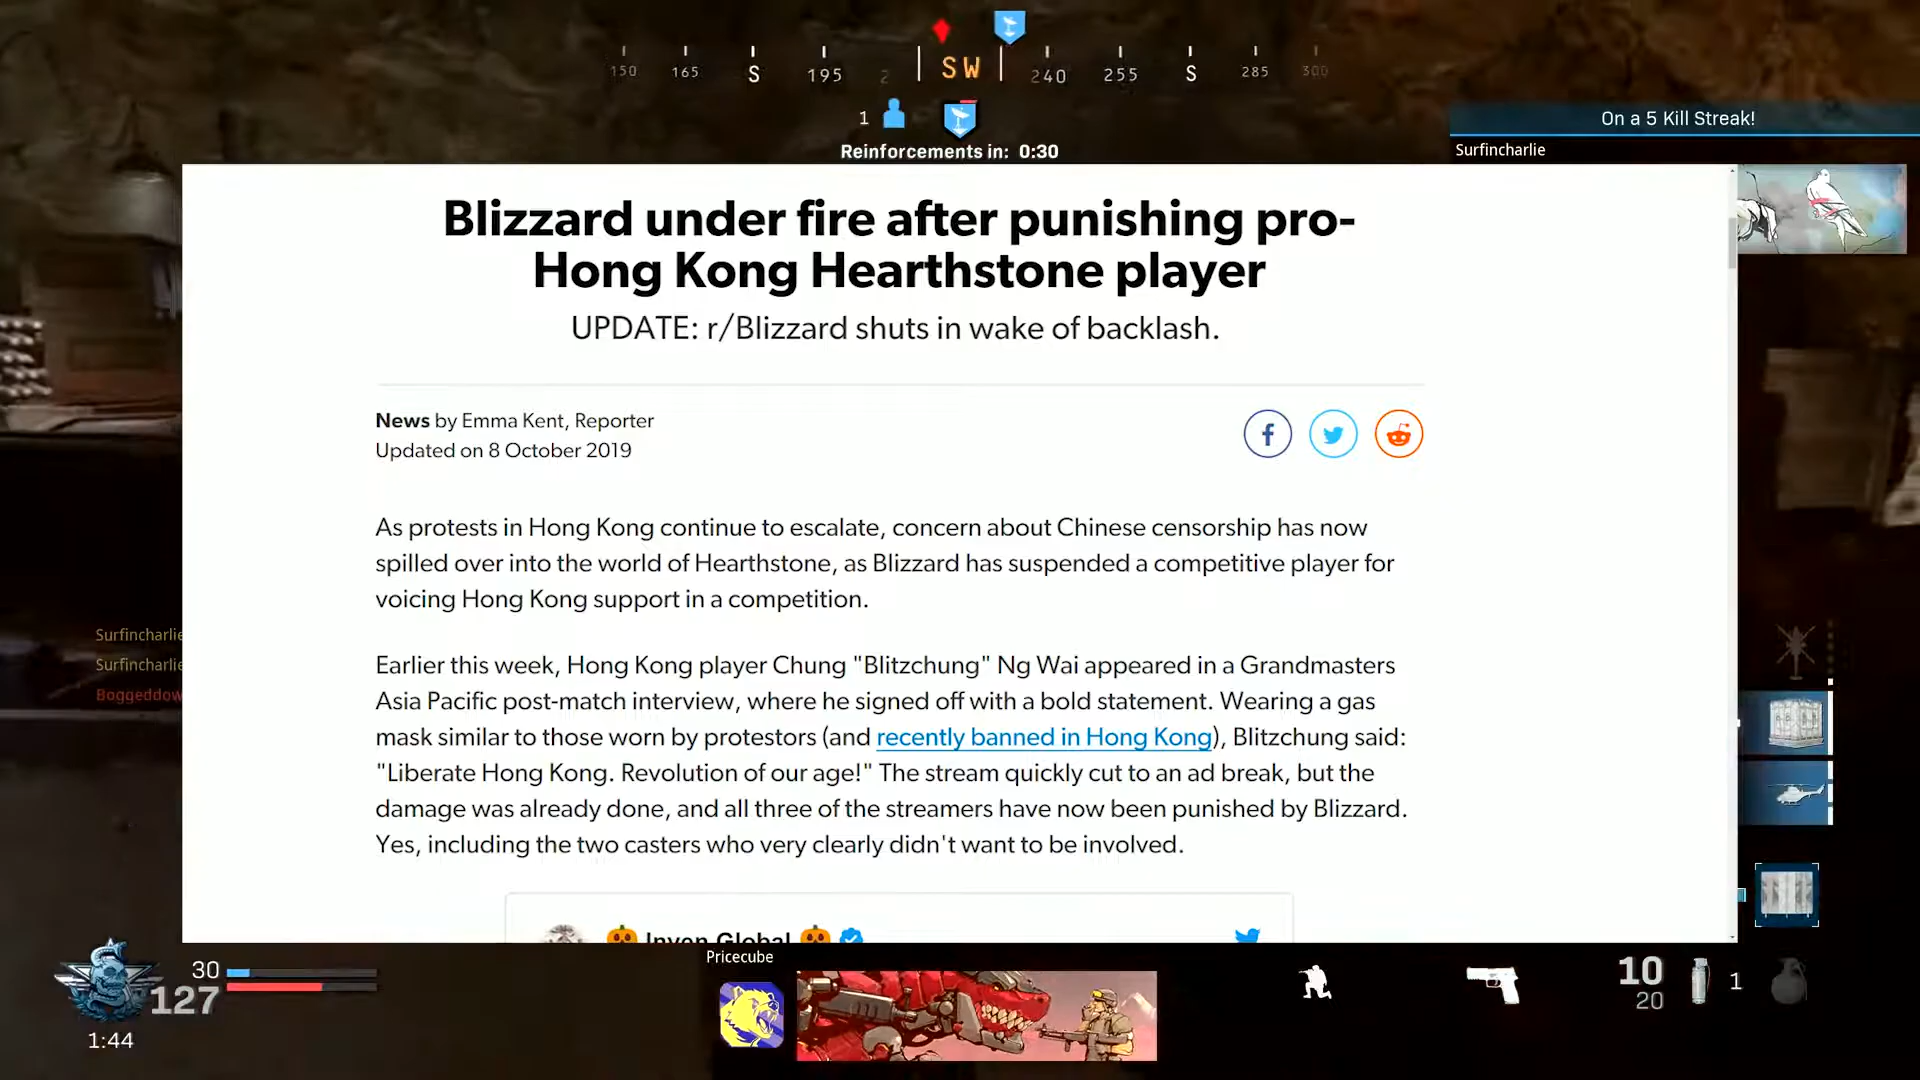 150 165 S 195 2 SW 240 255 S 285 300
1
Reinforcements in: 0:30
On a 5 Kill Streak!
Surfincharlie
Blizzard under fire after punishing pro-
Hong Kong Hearthstone player
UPDATE: r/Blizzard shuts in wake of backlash.
News by Emma Kent, Reporter
Updated on 8 October 2019
As protests in Hong Kong continue to escalate, concern about Chinese censorship has now
spilled over into the world of Hearthstone, as Blizzard has suspended a competitive player for
voicing Hong Kong support in a competition.
Earlier this week, Hong Kong player Chung "Blitzchung" Ng Wai appeared in a Grandmasters
Asia Pacific post-match interview, where he signed off with a bold statement. Wearing a gas
mask similar to those worn by protestors (and recently banned in Hong Kong), Blitzchung said:
"Liberate Hong Kong. Revolution of our age!" The stream quickly cut to an ad break, but the
damage was already done, and all three of the streamers have now been punished by Blizzard.
Yes, including the two casters who very clearly didn't want to be involved.
Inven Global
Surfincharlie
Surfincharlie
Boggeddow
Pricecube
30
127
1:44
10
20
1